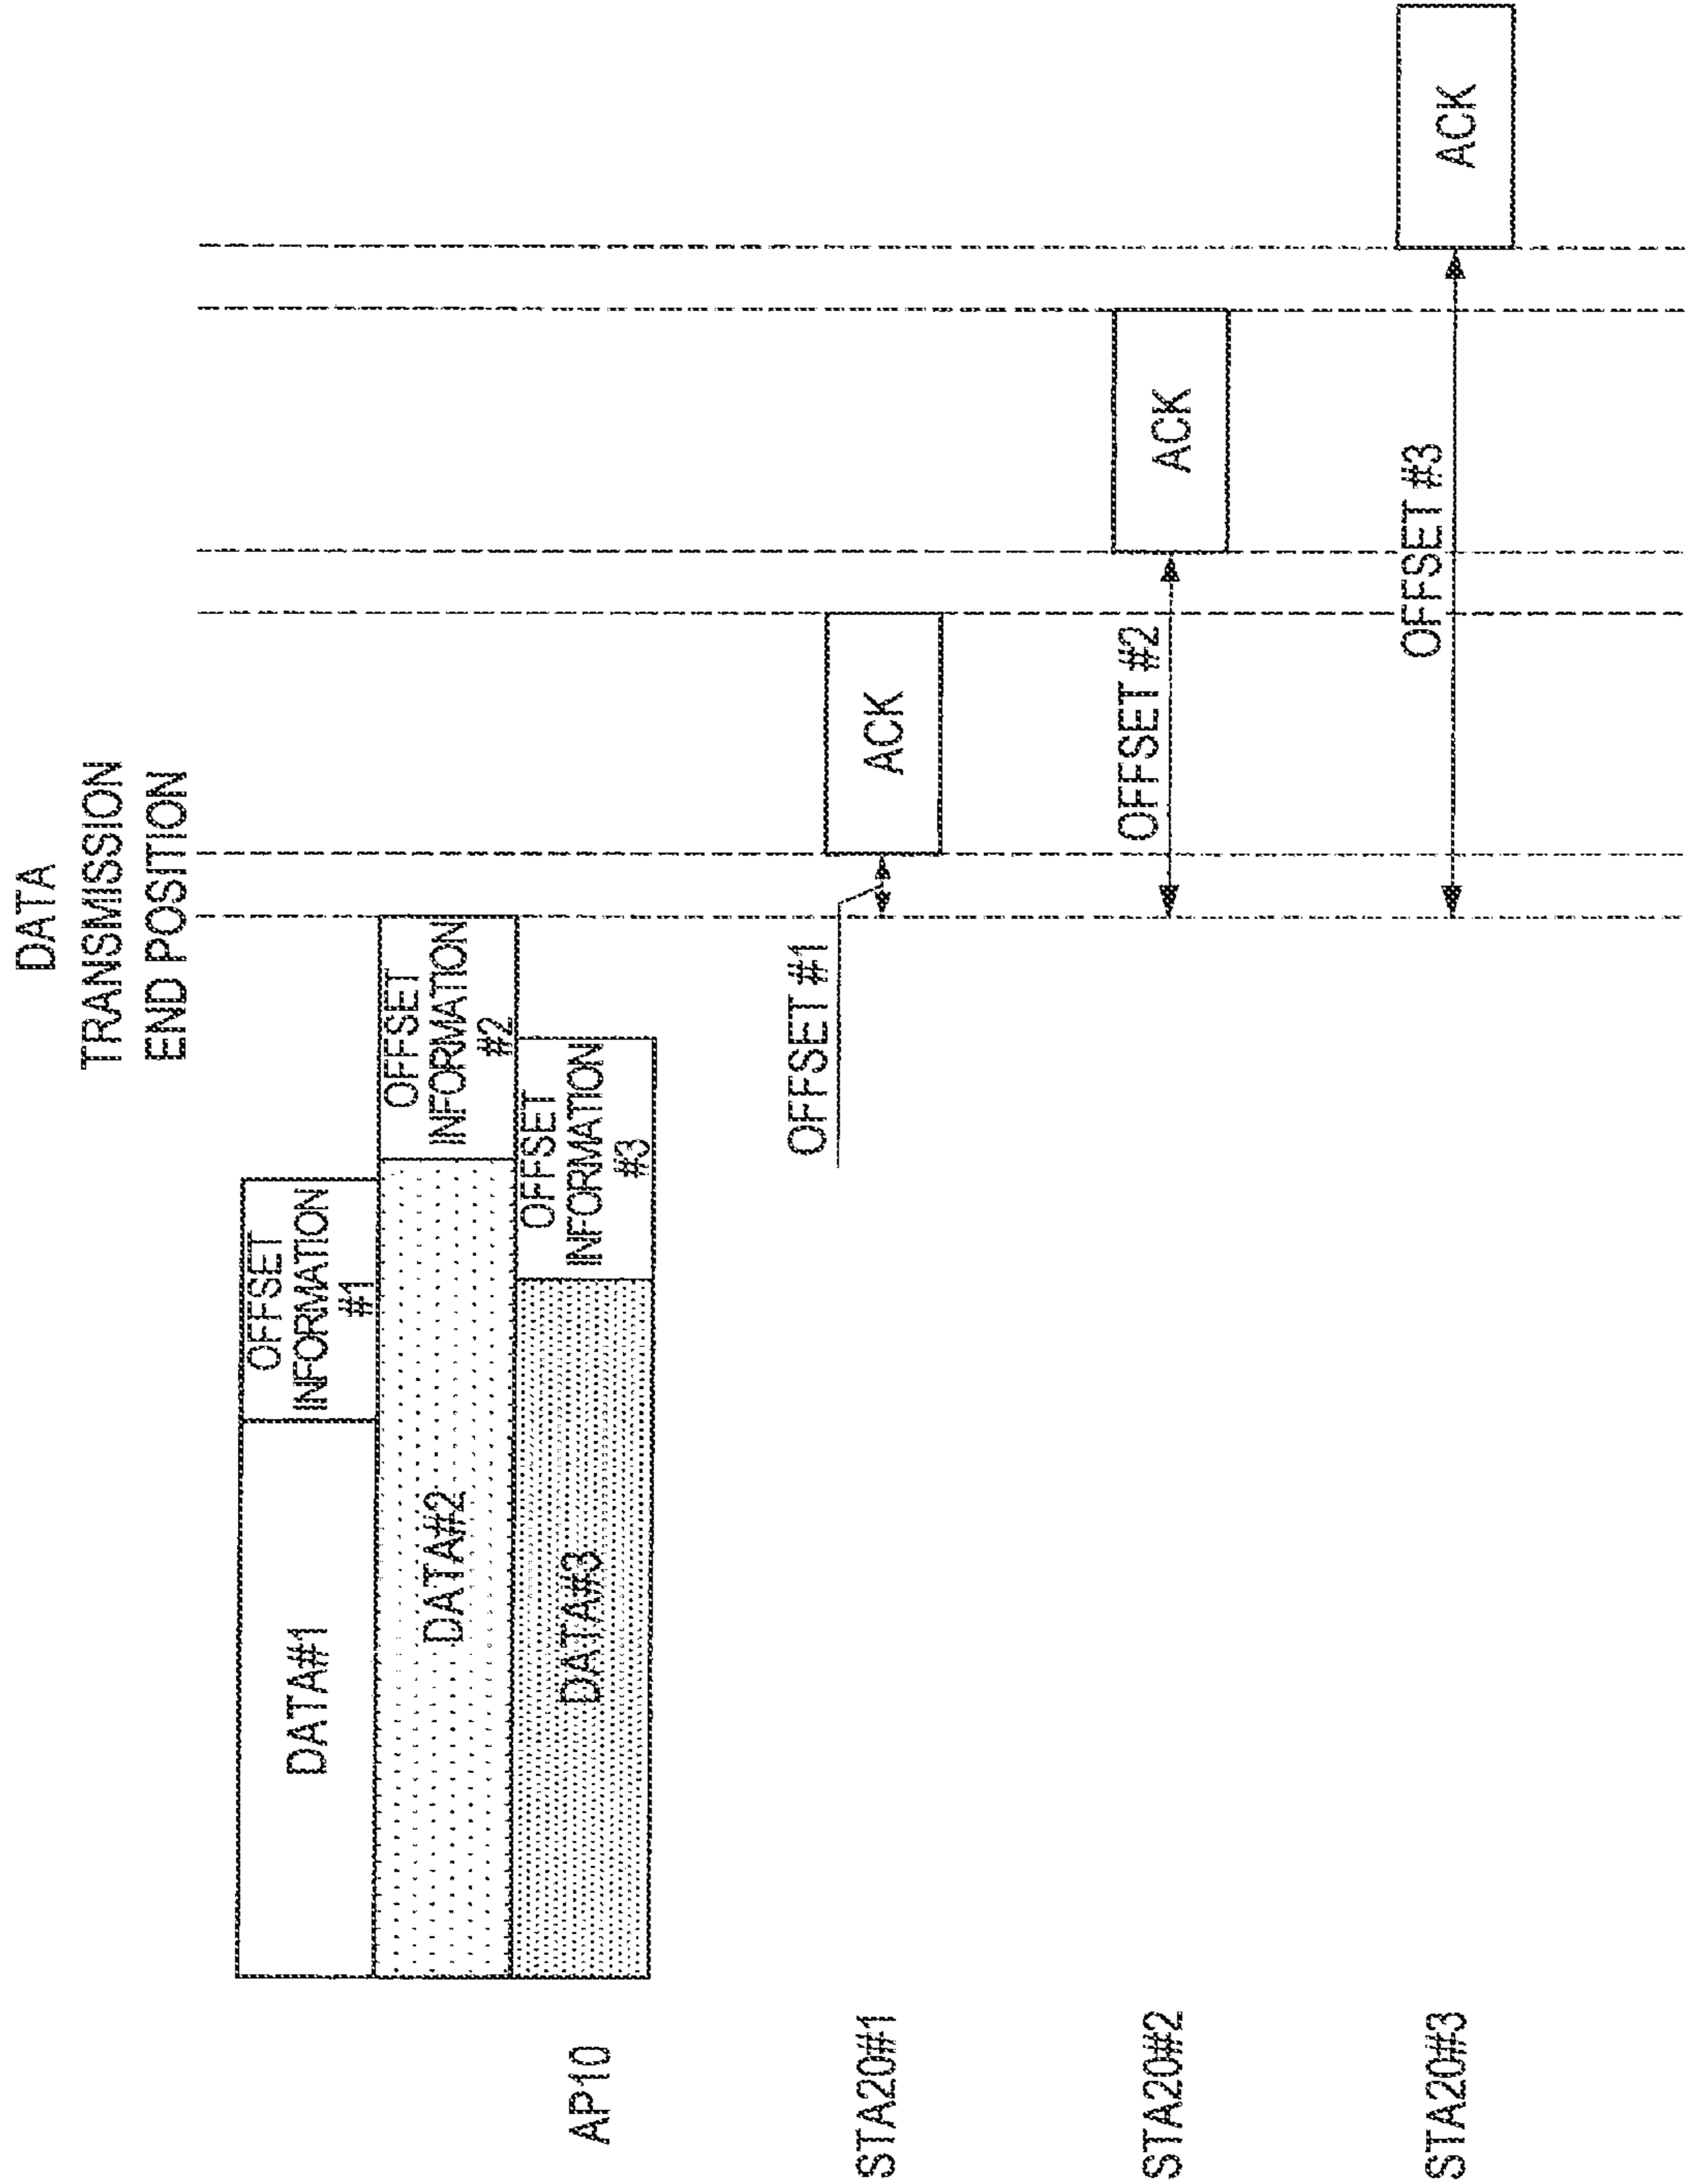 DATA
TRANSMISSION
END POSITION
DATA#1
OFFSET
INFORMATION
#1
DATA#2
OFFSET
INFORMATION
#2
DATA#3
OFFSET
INFORMATION
#3
AP10
STA20#1
OFFSET #1
ACK
STA20#2
OFFSET #2
ACK
STA20#3
OFFSET #3
ACK